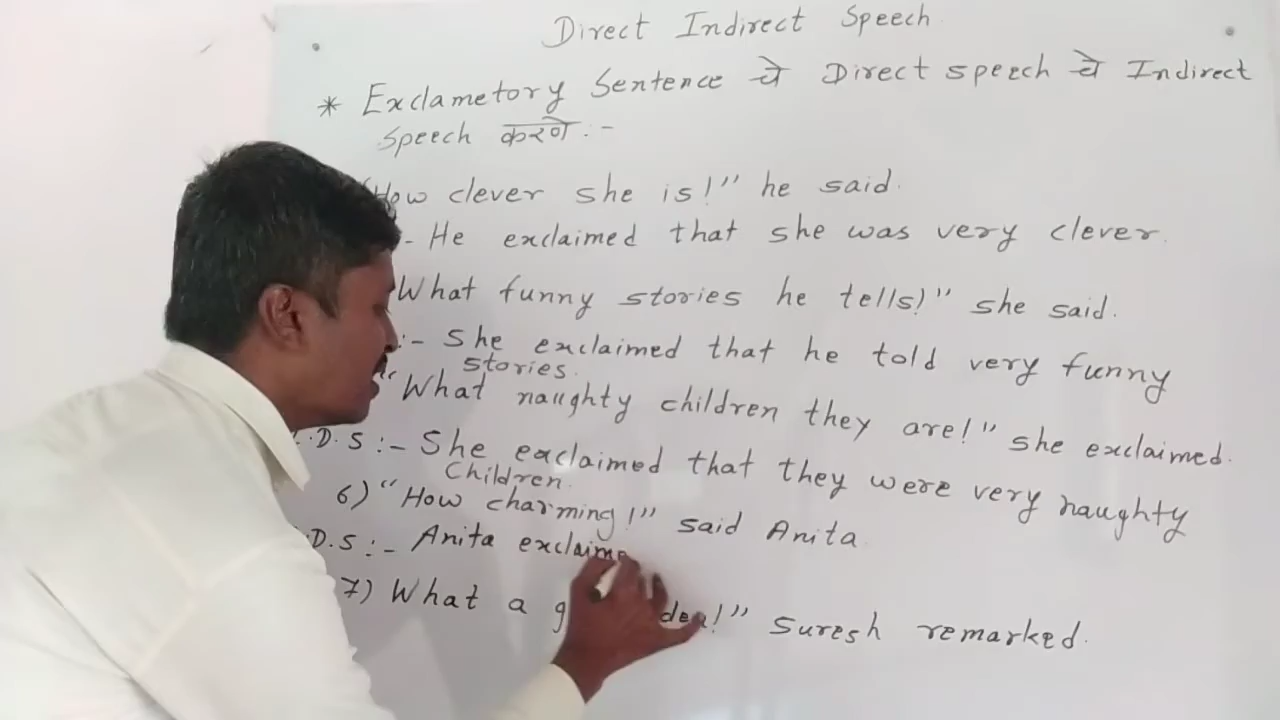 Direct Indirect Speech
* Exclametory Sentence चे Direct speech चे Indirect
Speech करणे :-
How clever she is!" he said.
- He exclaimed that she was very clever.
What funny stories he tells!" she said.
:- She exclaimed that he told very funny
stories.
"What naughty children they are!" she exclaimed.
D.S :- She exclaimed that they were very naughty
Children.
6) "How charming!" said Anita
D.S :- Anita exclaime
7) What a g dea!" Suresh remarked.